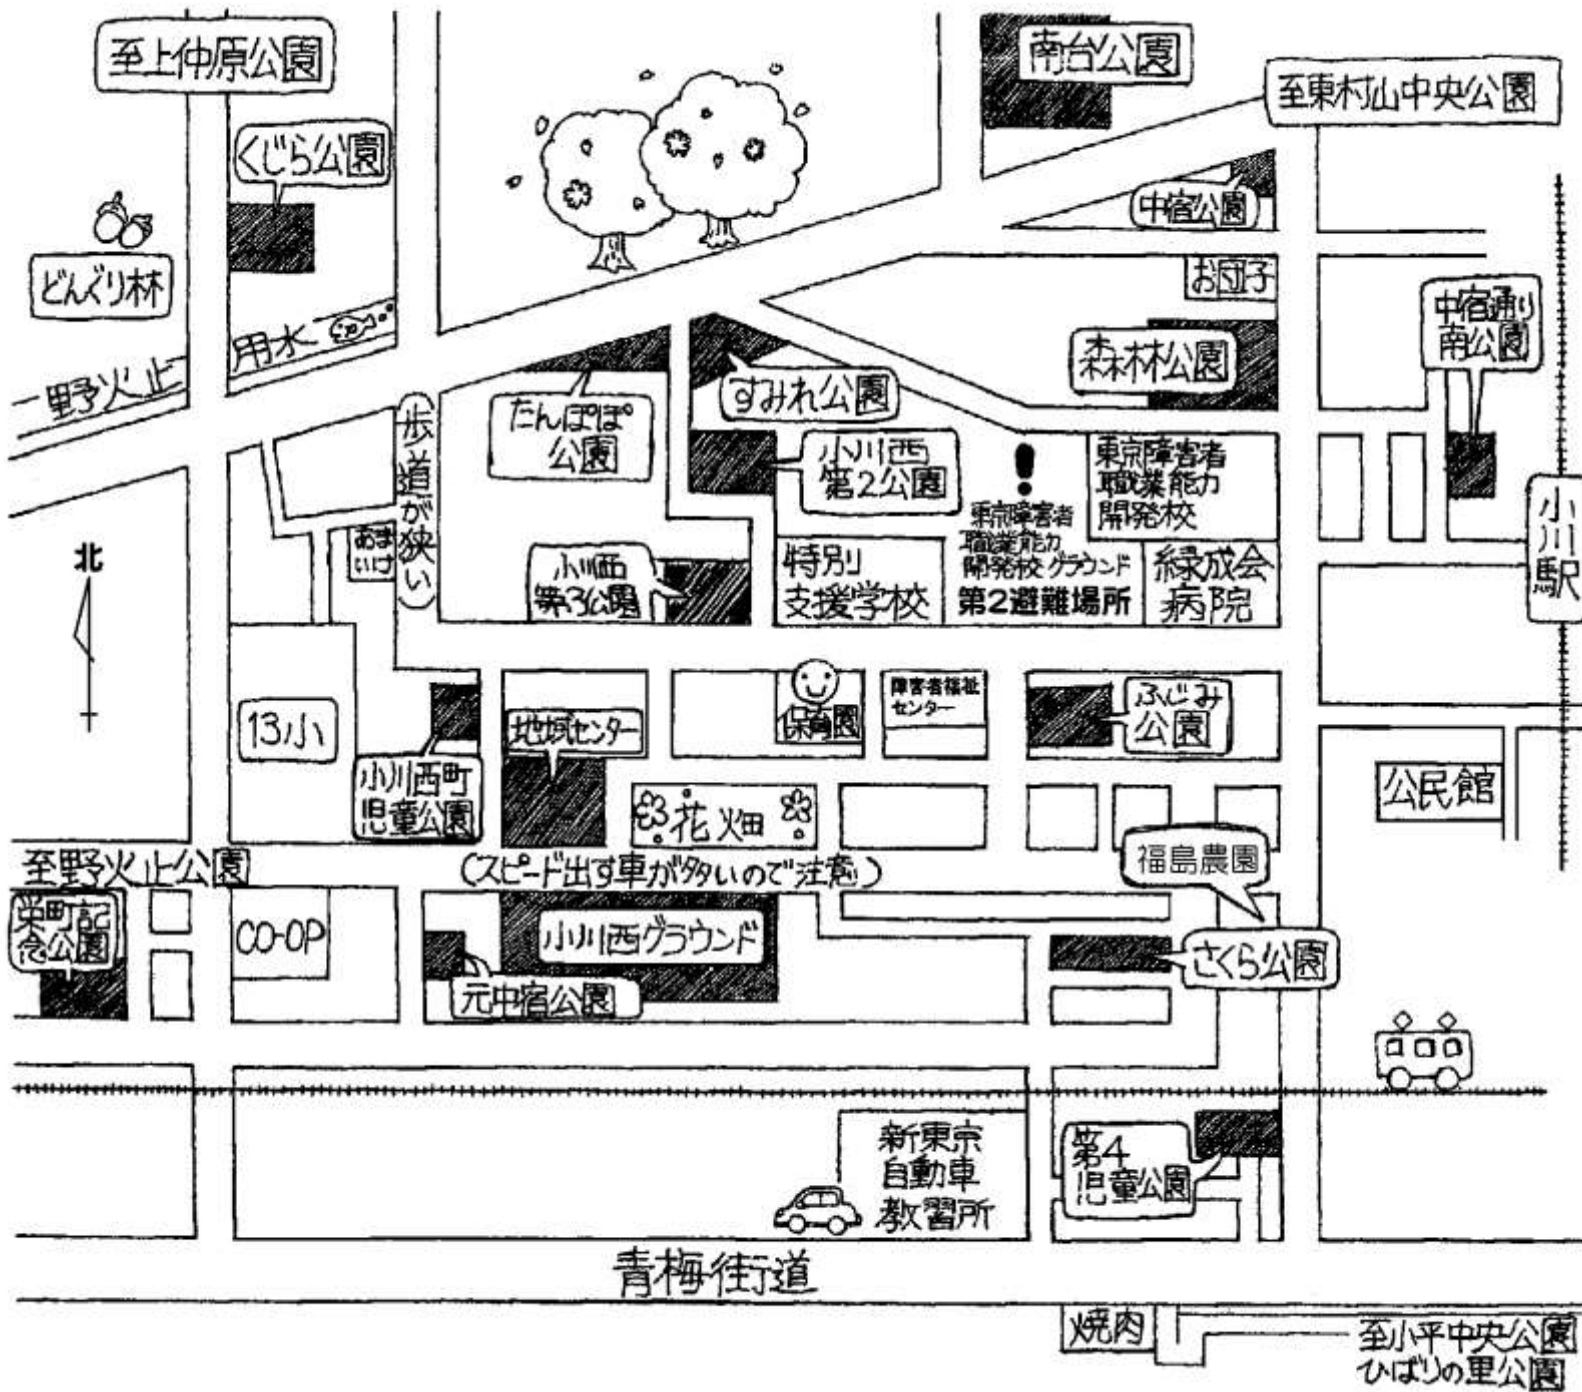 至上仲原公園
南台公園
至東村山中央公園
くじら公園
中宿公園
どんぐり林
お団子
用水
中宿通り
南公園
森林公園
野火止
すみれ公園
たんぽぽ
公園
歩道が狭い
小川西
第2公園
東京障害者
職業能力
開発校
東京障害者
職業能力
開発校グラウンド
第2避難場所
小川駅
北
小川西
第3公園
特別
支援学校
緑成会
病院
13小
地域センター
保育園
障害者福祉
センター
ふじみ
公園
小川西町
児童公園
花畑
公民館
至野火止公園
(スピード出す車が多いので注意)
福島農園
栄町記
念公園
CO-OP
小川西グラウンド
さくら公園
元中宿公園
新東京
自動車
教習所
第4
児童公園
青梅街道
焼肉
至小平中央公園
ひばりの里公園